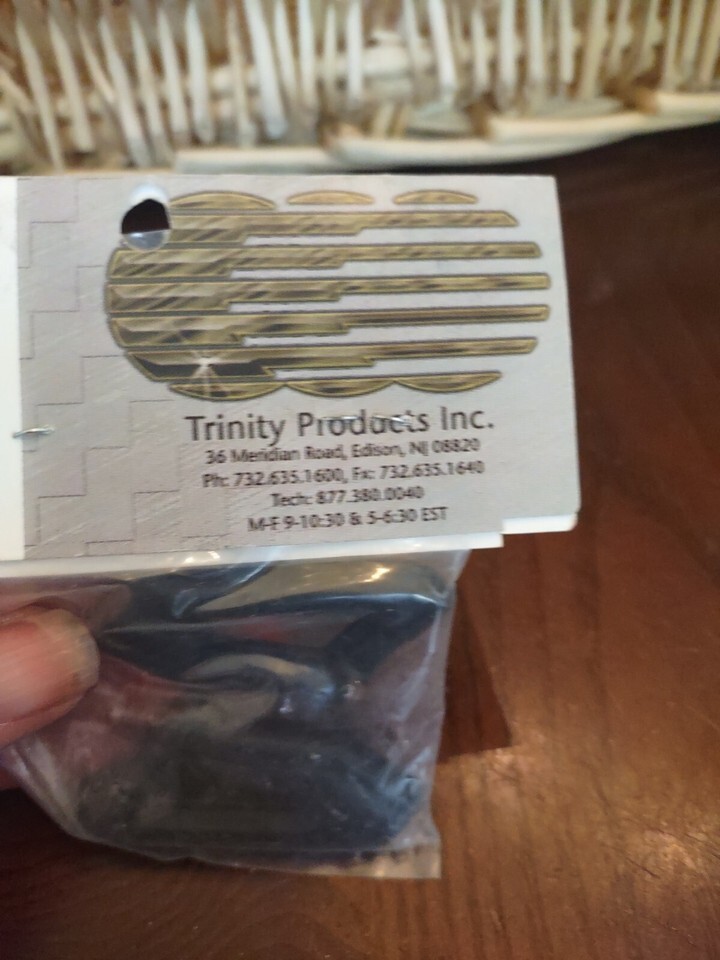 Trinity Products Inc.
36 Meridian Road, Edison, NJ 08820
Ph: 732.635.1600, Fx: 732.635.1640
Tech: 877.380.0040
M-F 9-10:30 & 5-6:30 EST